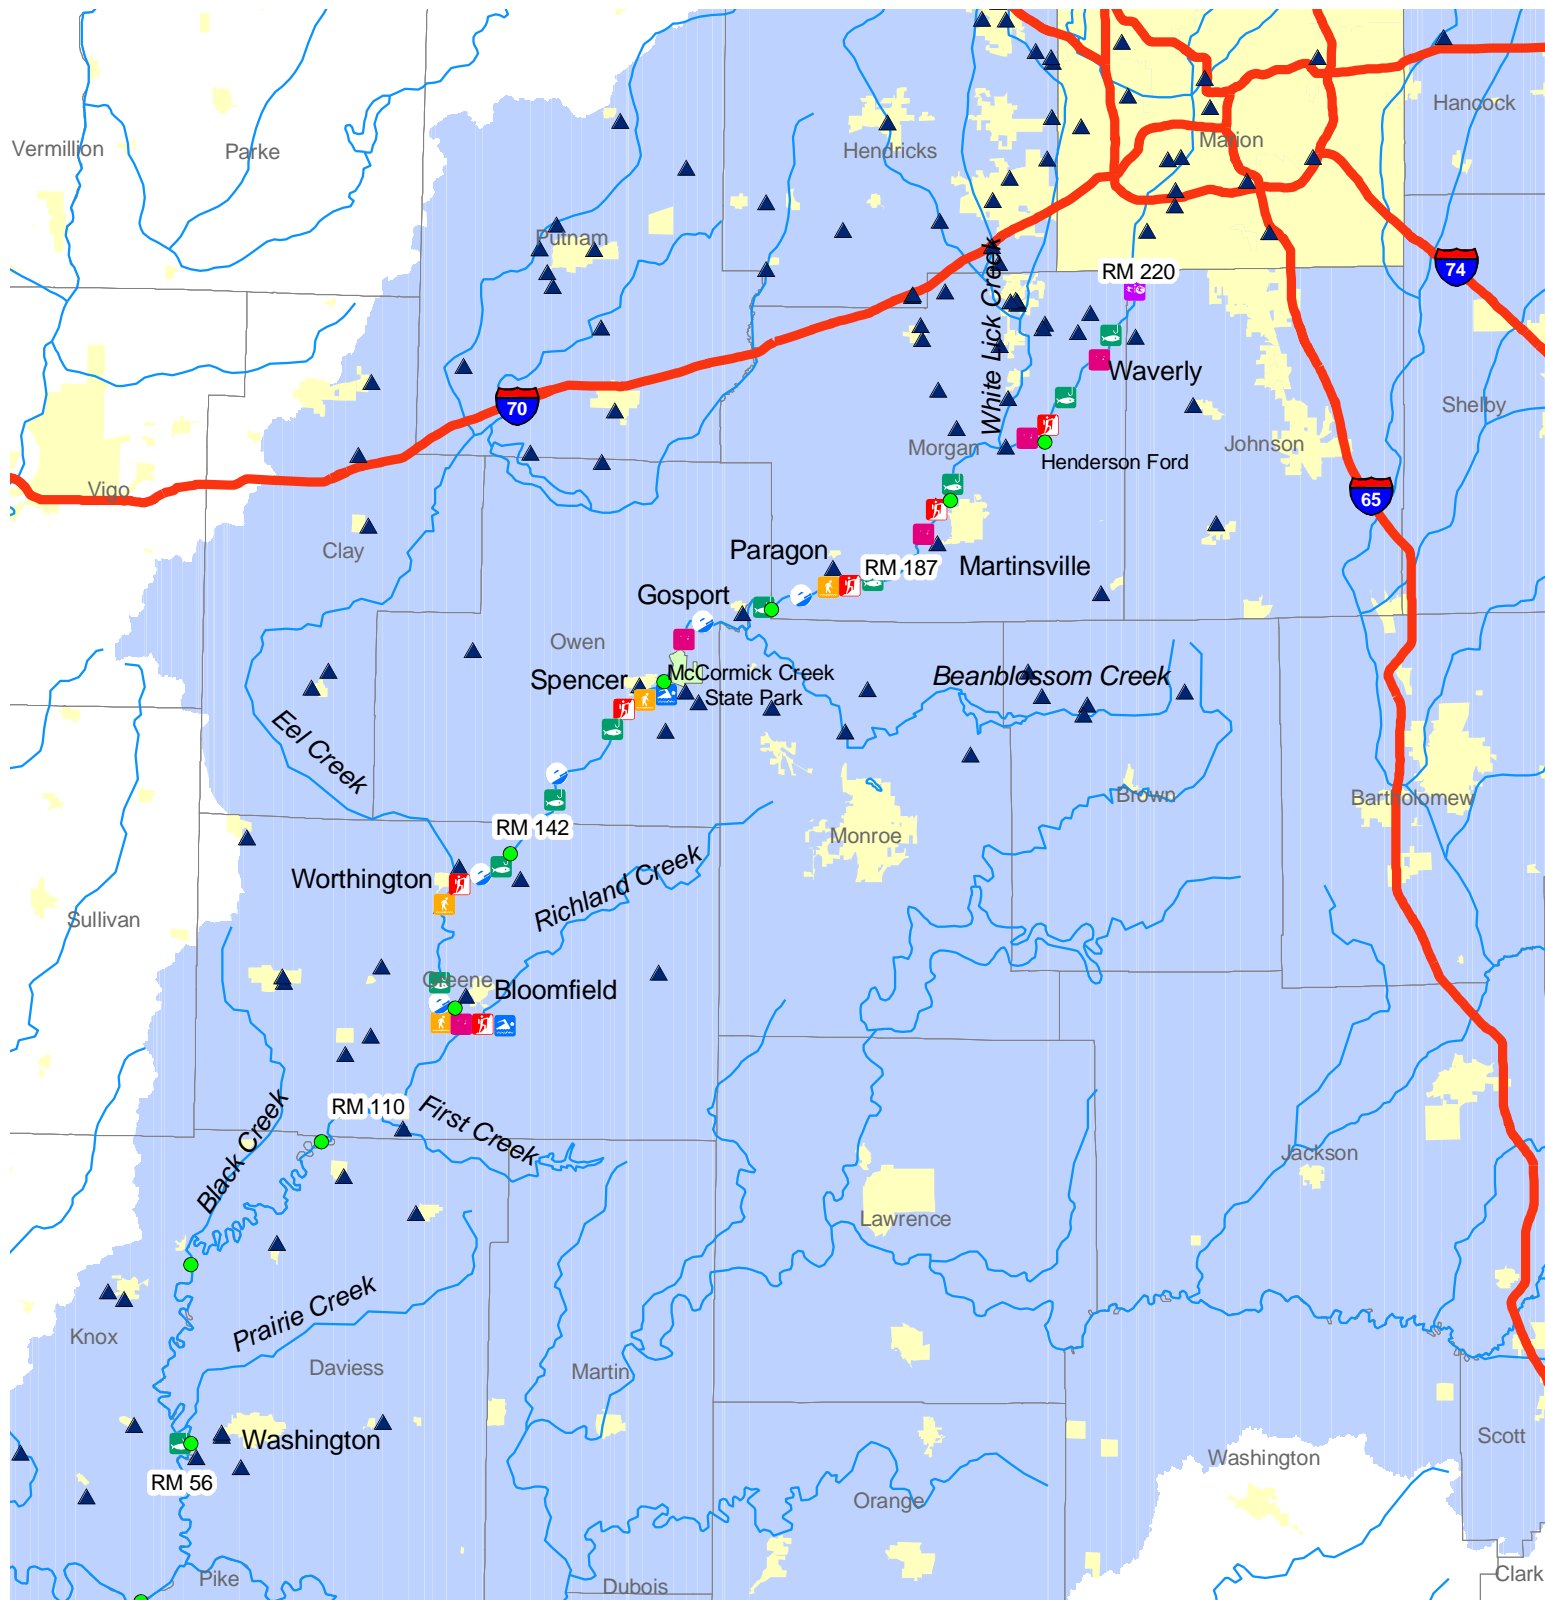 Hancock
Vermillion
Parke
Hendricks
Marion
Putnam
White Lick Creek
RM 220
74
70
Waverly
Shelby
Morgan
Johnson
Henderson Ford
Vigo
65
Clay
Paragon
RM 187
Martinsville
Gosport
Owen
Spencer
McCormick Creek
State Park
Beanblossom Creek
Eel Creek
Brown
Bartholomew
RM 142
Monroe
Worthington
Richland Creek
Sullivan
Greene
Bloomfield
RM 110
First Creek
Black Creek
Jackson
Lawrence
Prairie Creek
Knox
Daviess
Martin
Washington
RM 56
Scott
Washington
Orange
Pike
Dubois
Clark